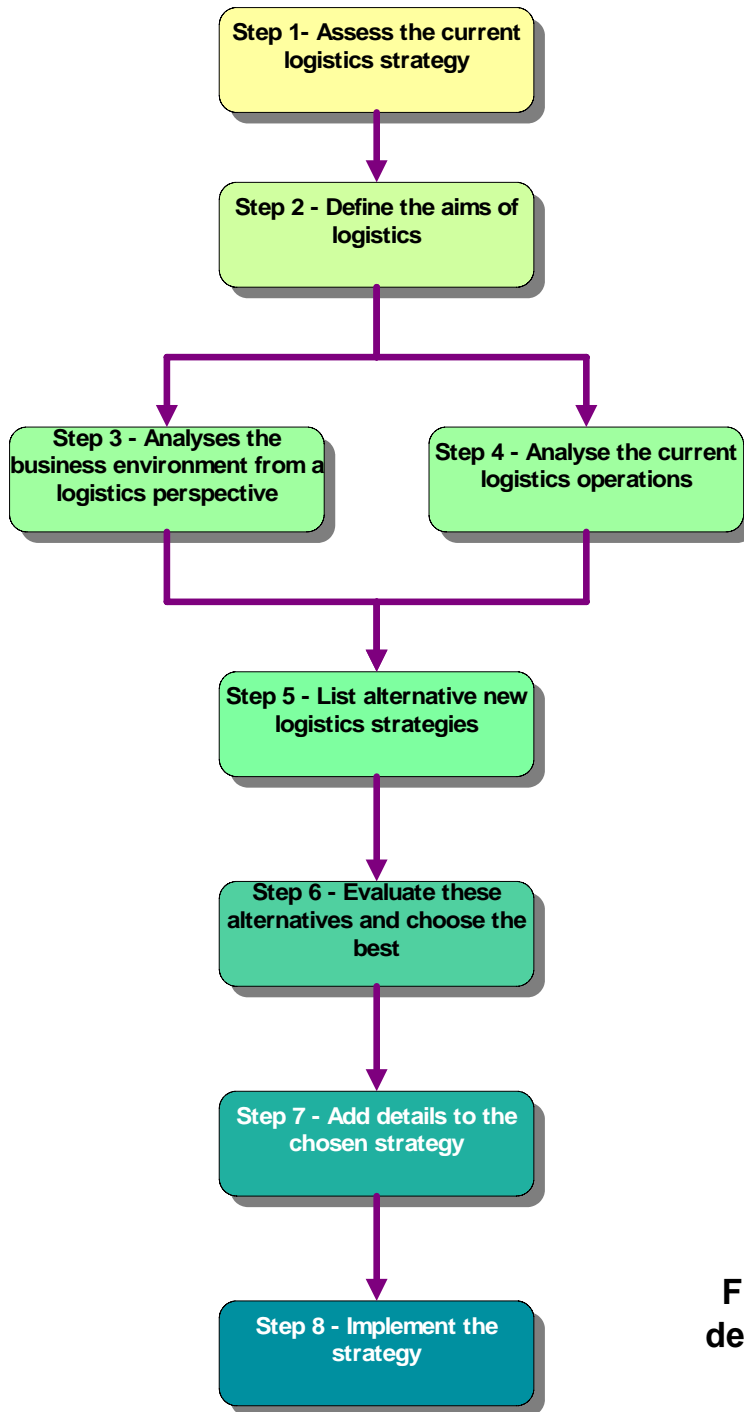 Step 1- Assess the current
logistics strategy
Step 2 - Define the aims of
logistics
Step 3 - Analyses the
business environment from a
logistics perspective
Step 4 - Analyse the current
logistics operations
Step 5 - List alternative new
logistics strategies
Step 6 - Evaluate these
alternatives and choose the
best
Step 7 - Add details to the
chosen strategy
Step 8 - Implement the
strategy
F
de